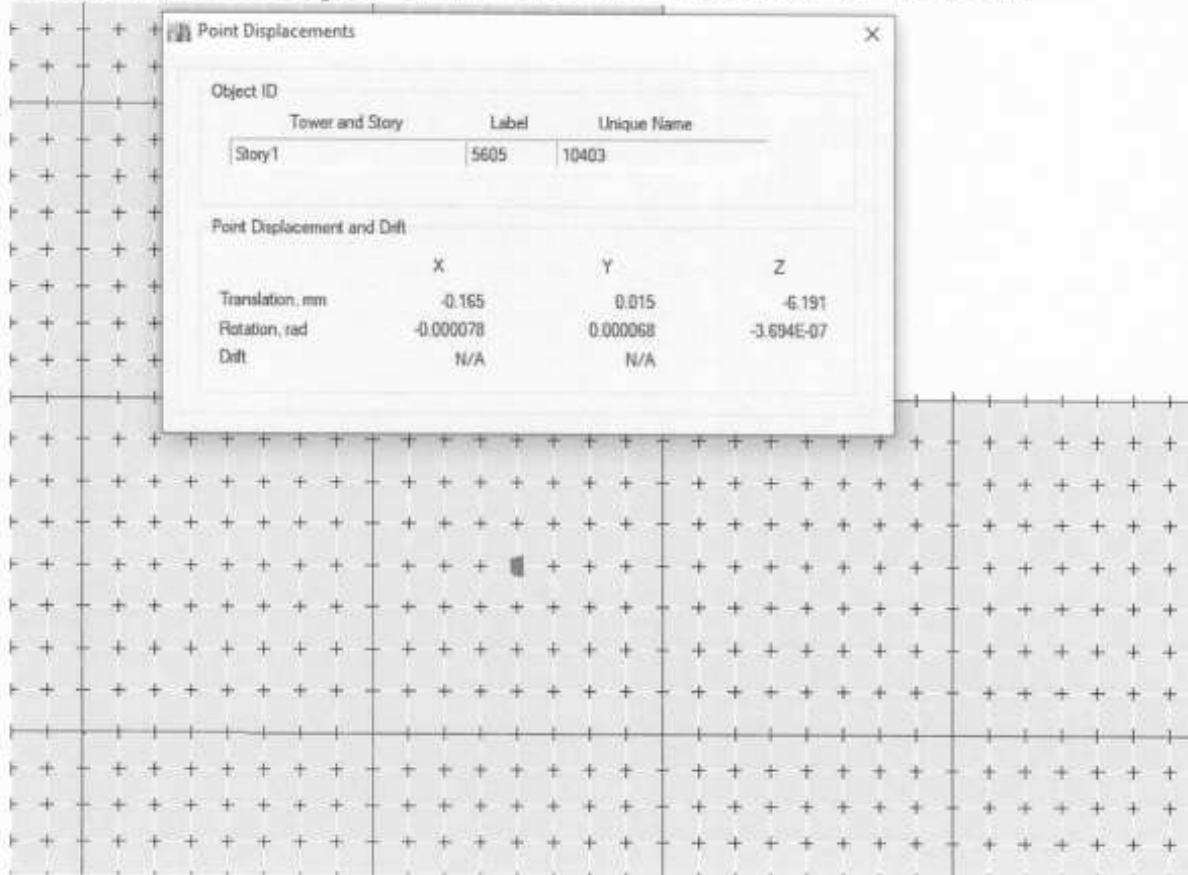 Point Displacements
Object ID
Tower and Story Label Unique Name
Story1 5605 10403
Point Displacement and Drift
X Y Z
Translation, mm -0.165 0.015 -6.191
Rotation, rad -0.000078 0.000068 -3.694E-07
Drift N/A N/A